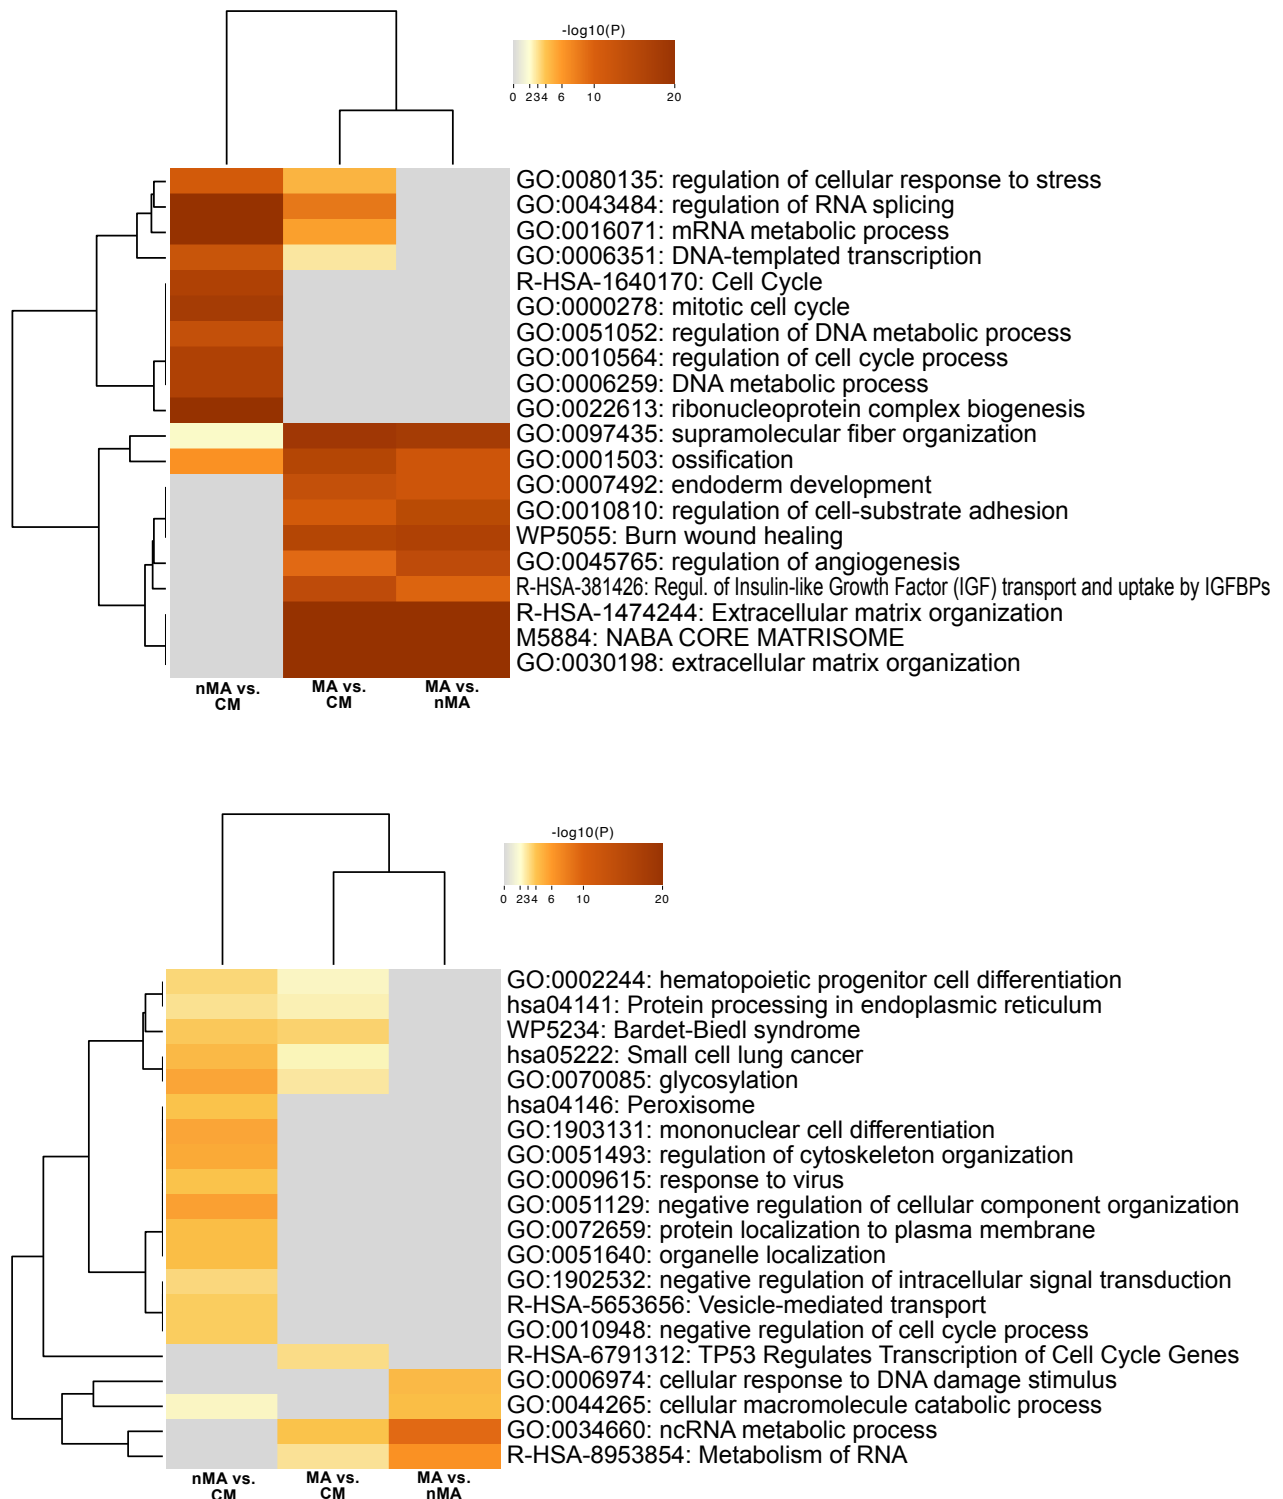 -log10(P)
0 2 3 4 6 10 20
GO:0080135: regulation of cellular response to stress
GO:0043484: regulation of RNA splicing
GO:0016071: mRNA metabolic process
GO:0006351: DNA-templated transcription
R-HSA-1640170: Cell Cycle
GO:0000278: mitotic cell cycle
GO:0051052: regulation of DNA metabolic process
GO:0010564: regulation of cell cycle process
GO:0006259: DNA metabolic process
GO:0022613: ribonucleoprotein complex biogenesis
GO:0097435: supramolecular fiber organization
GO:0001503: ossification
GO:0007492: endoderm development
GO:0010810: regulation of cell-substrate adhesion
WP5055: Burn wound healing
GO:0045765: regulation of angiogenesis
R-HSA-381426: Regul. of Insulin-like Growth Factor (IGF) transport and uptake by IGFBPs
R-HSA-1474244: Extracellular matrix organization
M5884: NABA CORE MATRISOME
GO:0030198: extracellular matrix organization
nMA vs. MA vs. MA vs.
CM CM nMA
-log10(P)
0 2 3 4 6 10 20
GO:0002244: hematopoietic progenitor cell differentiation
hsa04141: Protein processing in endoplasmic reticulum
WP5234: Bardet-Biedl syndrome
hsa05222: Small cell lung cancer
GO:0070085: glycosylation
hsa04146: Peroxisome
GO:1903131: mononuclear cell differentiation
GO:0051493: regulation of cytoskeleton organization
GO:0009615: response to virus
GO:0051129: negative regulation of cellular component organization
GO:0072659: protein localization to plasma membrane
GO:0051640: organelle localization
GO:1902532: negative regulation of intracellular signal transduction
R-HSA-5653656: Vesicle-mediated transport
GO:0010948: negative regulation of cell cycle process
R-HSA-6791312: TP53 Regulates Transcription of Cell Cycle Genes
GO:0006974: cellular response to DNA damage stimulus
GO:0044265: cellular macromolecule catabolic process
GO:0034660: ncRNA metabolic process
R-HSA-8953854: Metabolism of RNA
nMA vs. MA vs. MA vs.
CM CM nMA